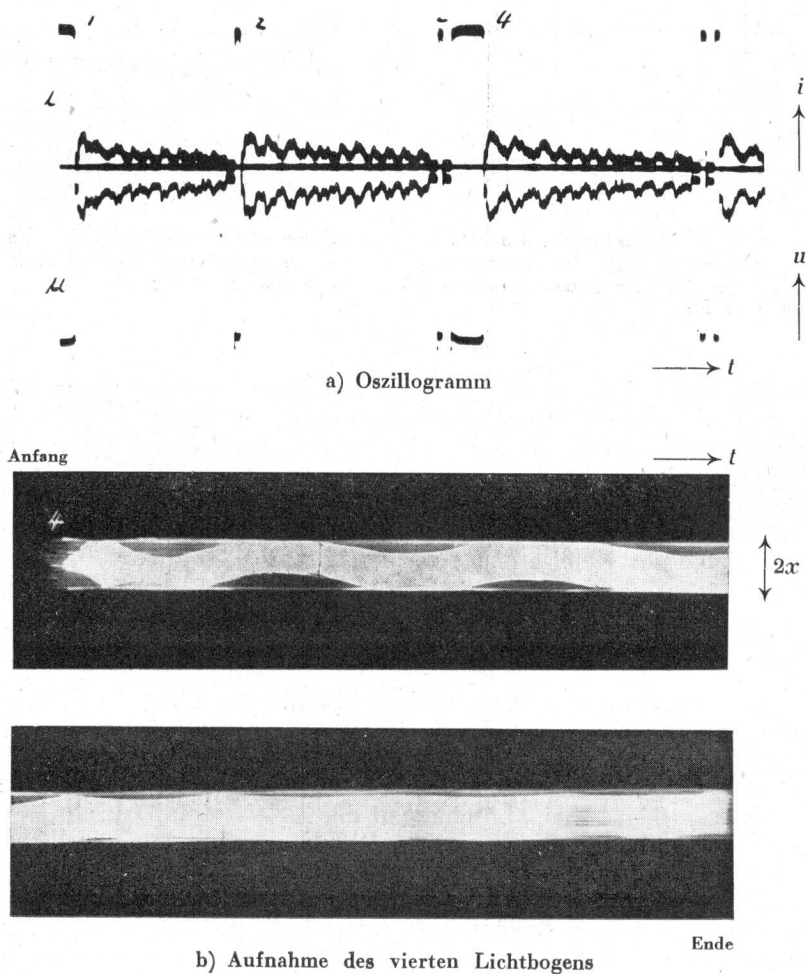 1 2 4
i
i
u
u
t
a) Oszillogramm
Anfang
t
4
2x
Ende
b) Aufnahme des vierten Lichtbogens